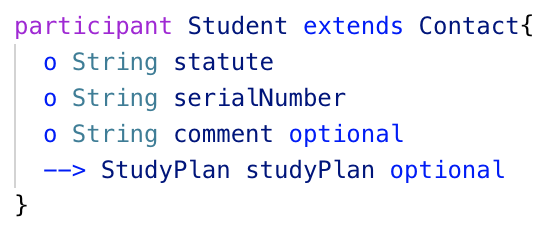 participant Student extends Contact{
o String statute
o String serialNumber
o String comment optional
--> StudyPlan studyPlan optional
}